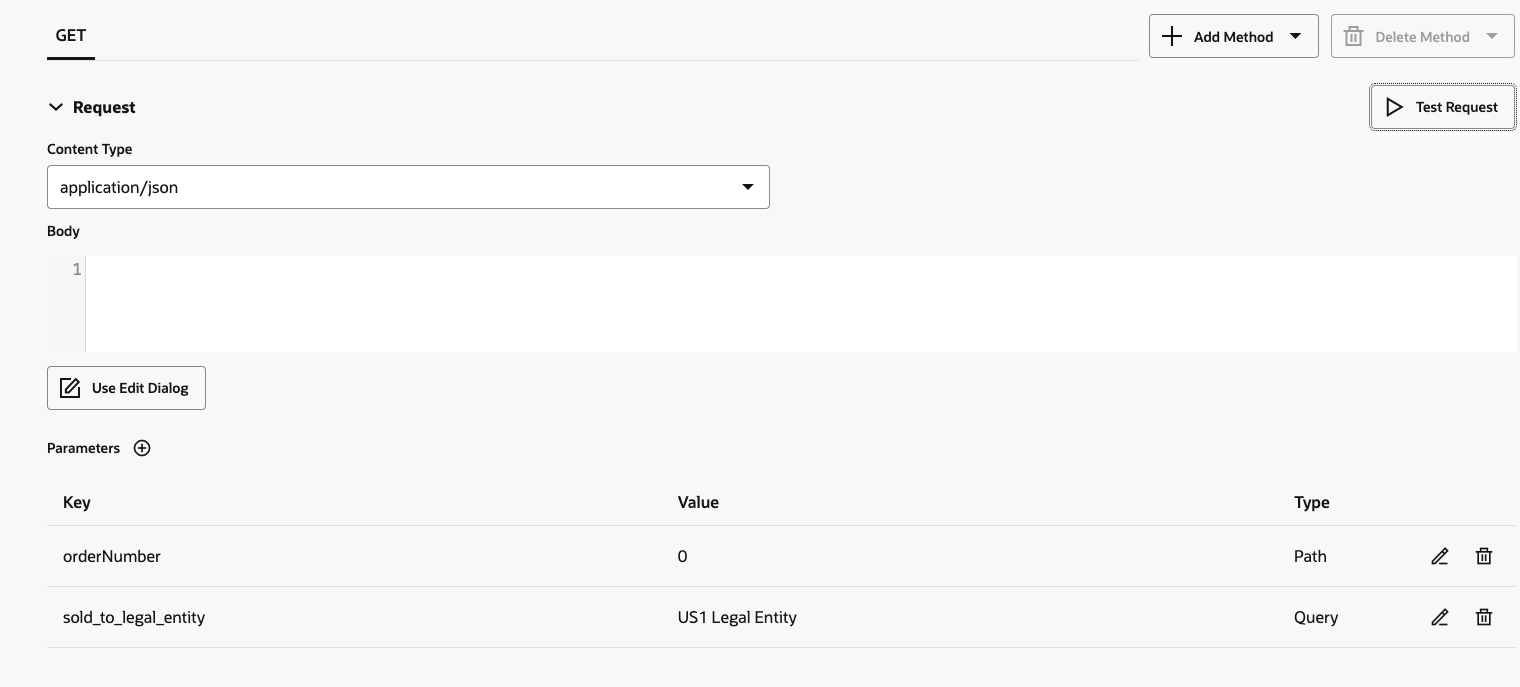 GET
Add Method
Delete Method
Request
Test Request
Content Type
application/json
Body
1
Use Edit Dialog
Parameters
Key Value Type
orderNumber 0 Path
sold_to_legal_entity US1 Legal Entity Query